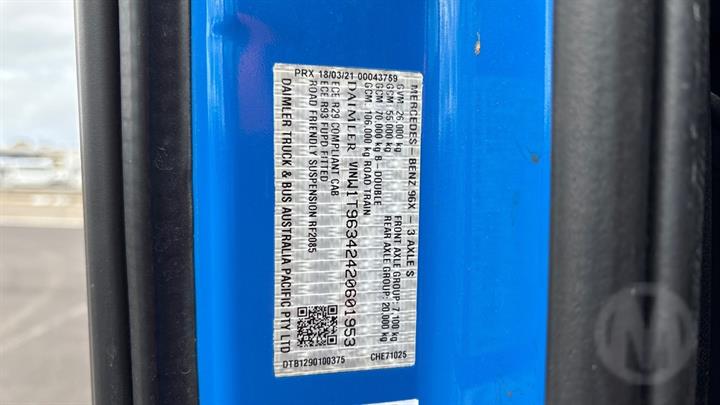 PRX 18/03/21 00043759
MERCEDES - BENZ 96X - 3 AXLE S
GVM: 26,000 kg FRONT AXLE GROUP: 7,100 kg
GCM: 55,000 kg REAR AXLE GROUP: 20,000 kg
GCM: 70,000 kg B - DOUBLE
GCM: 106,000 kg ROAD TRAIN
DAIMLER VINW1T96342420601953
ECE R29 COMPLIANT CAB
ECE R93 FUPD FITTED
ROAD FRIENDLY SUSPENSION RF2085
DAIMLER TRUCK & BUS AUSTRALIA PACIFIC PTY LTD
DTB1290100375 CHE71025
M